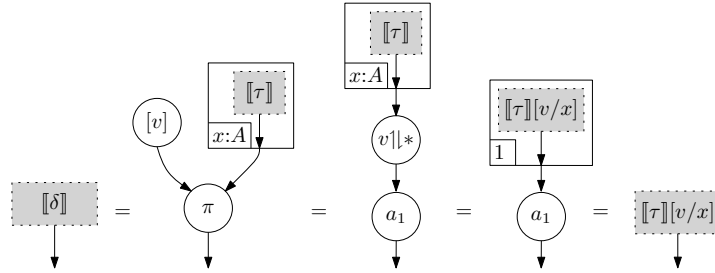 ⟦δ⟧
=
[v]
⟦τ⟧
x:A
π
=
⟦τ⟧
x:A
v⥮*
a₁
=
⟦τ⟧[v/x]
1
a₁
=
⟦τ⟧[v/x]